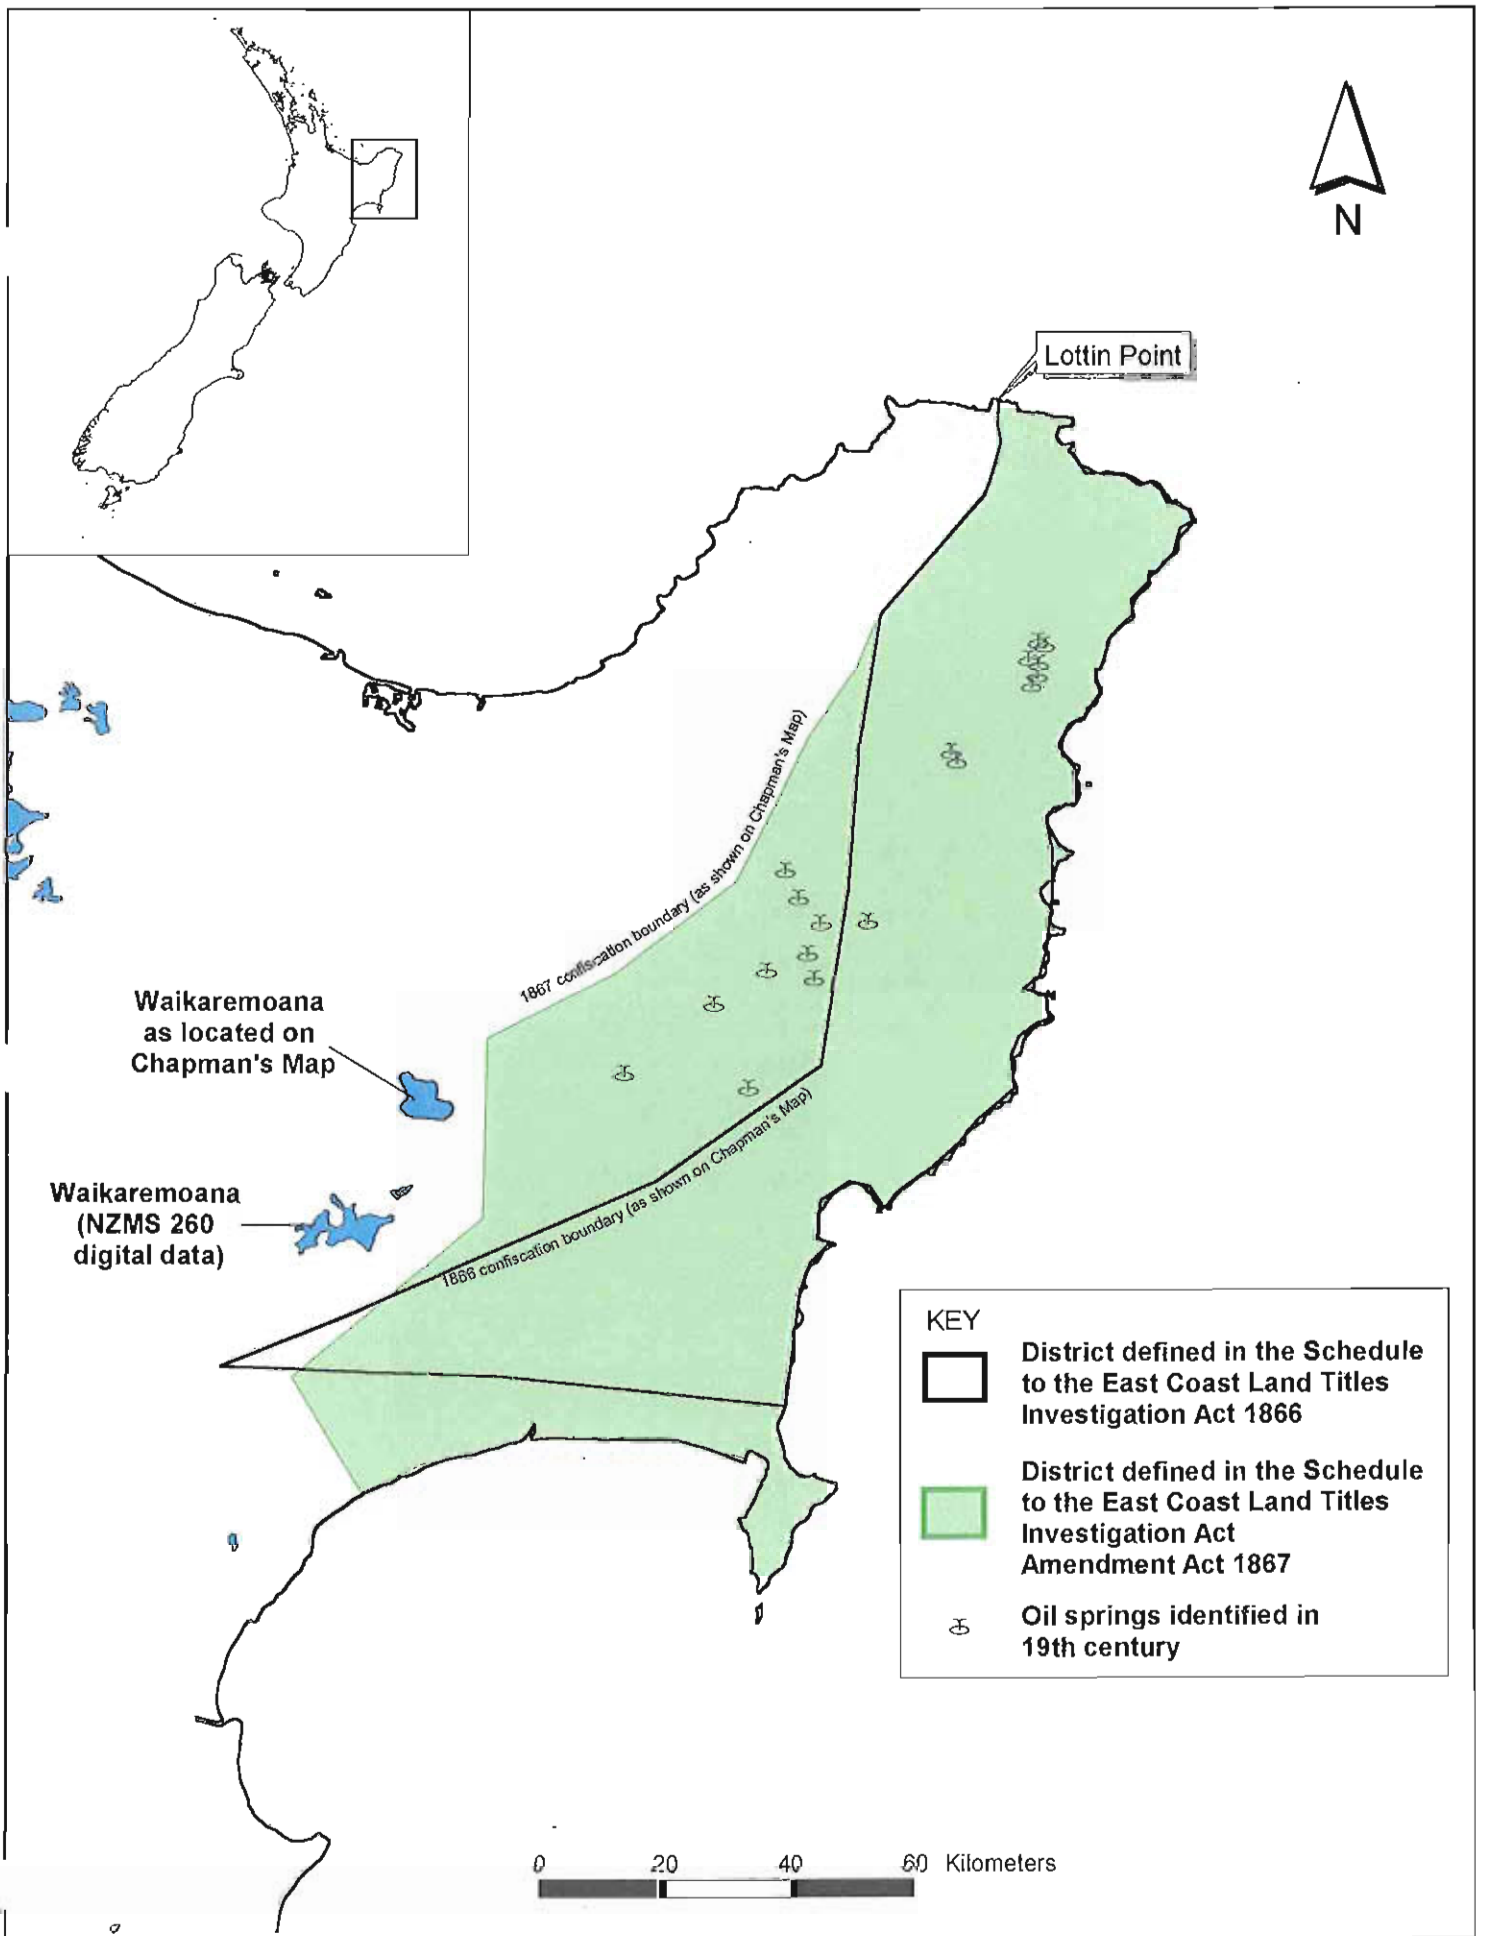 N
Lottin Point
1867 confiscation boundary (as shown on Chapman's Map)
Waikaremoana
as located on
Chapman's Map
Waikaremoana
(NZMS 260
digital data)
1866 confiscation boundary (as shown on Chapman's Map)
KEY
District defined in the Schedule
to the East Coast Land Titles
Investigation Act 1866
District defined in the Schedule
to the East Coast Land Titles
Investigation Act
Amendment Act 1867
Oil springs identified in
19th century
0 20 40 60 Kilometers